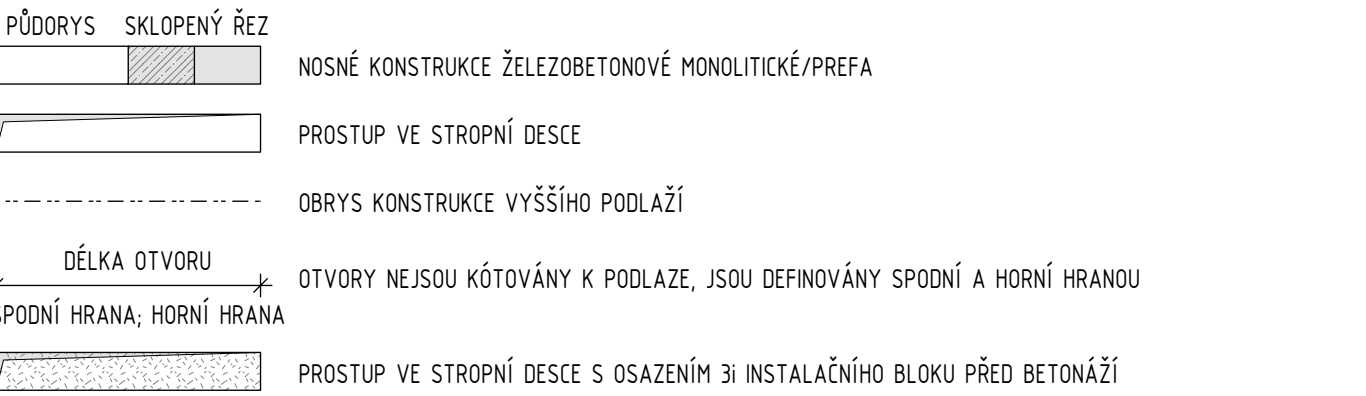 PŮDORYS SKLOPENÝ ŘEZ
NOSNÉ KONSTRUKCE ŽELEZOBETONOVÉ MONOLITICKÉ/PREFA
PROSTUP VE STROPNÍ DESCE
OBRYS KONSTRUKCE VYŠŠÍHO PODLAŽÍ
DÉLKA OTVORU
OTVORY NEJSOU KÓTOVÁNY K PODLAZE, JSOU DEFINOVÁNY SPODNÍ A HORNÍ HRANOU
SPODNÍ HRANA; HORNÍ HRANA
PROSTUP VE STROPNÍ DESCE S OSAZENÍM 3i INSTALAČNÍHO BLOKU PŘED BETONÁŽÍ